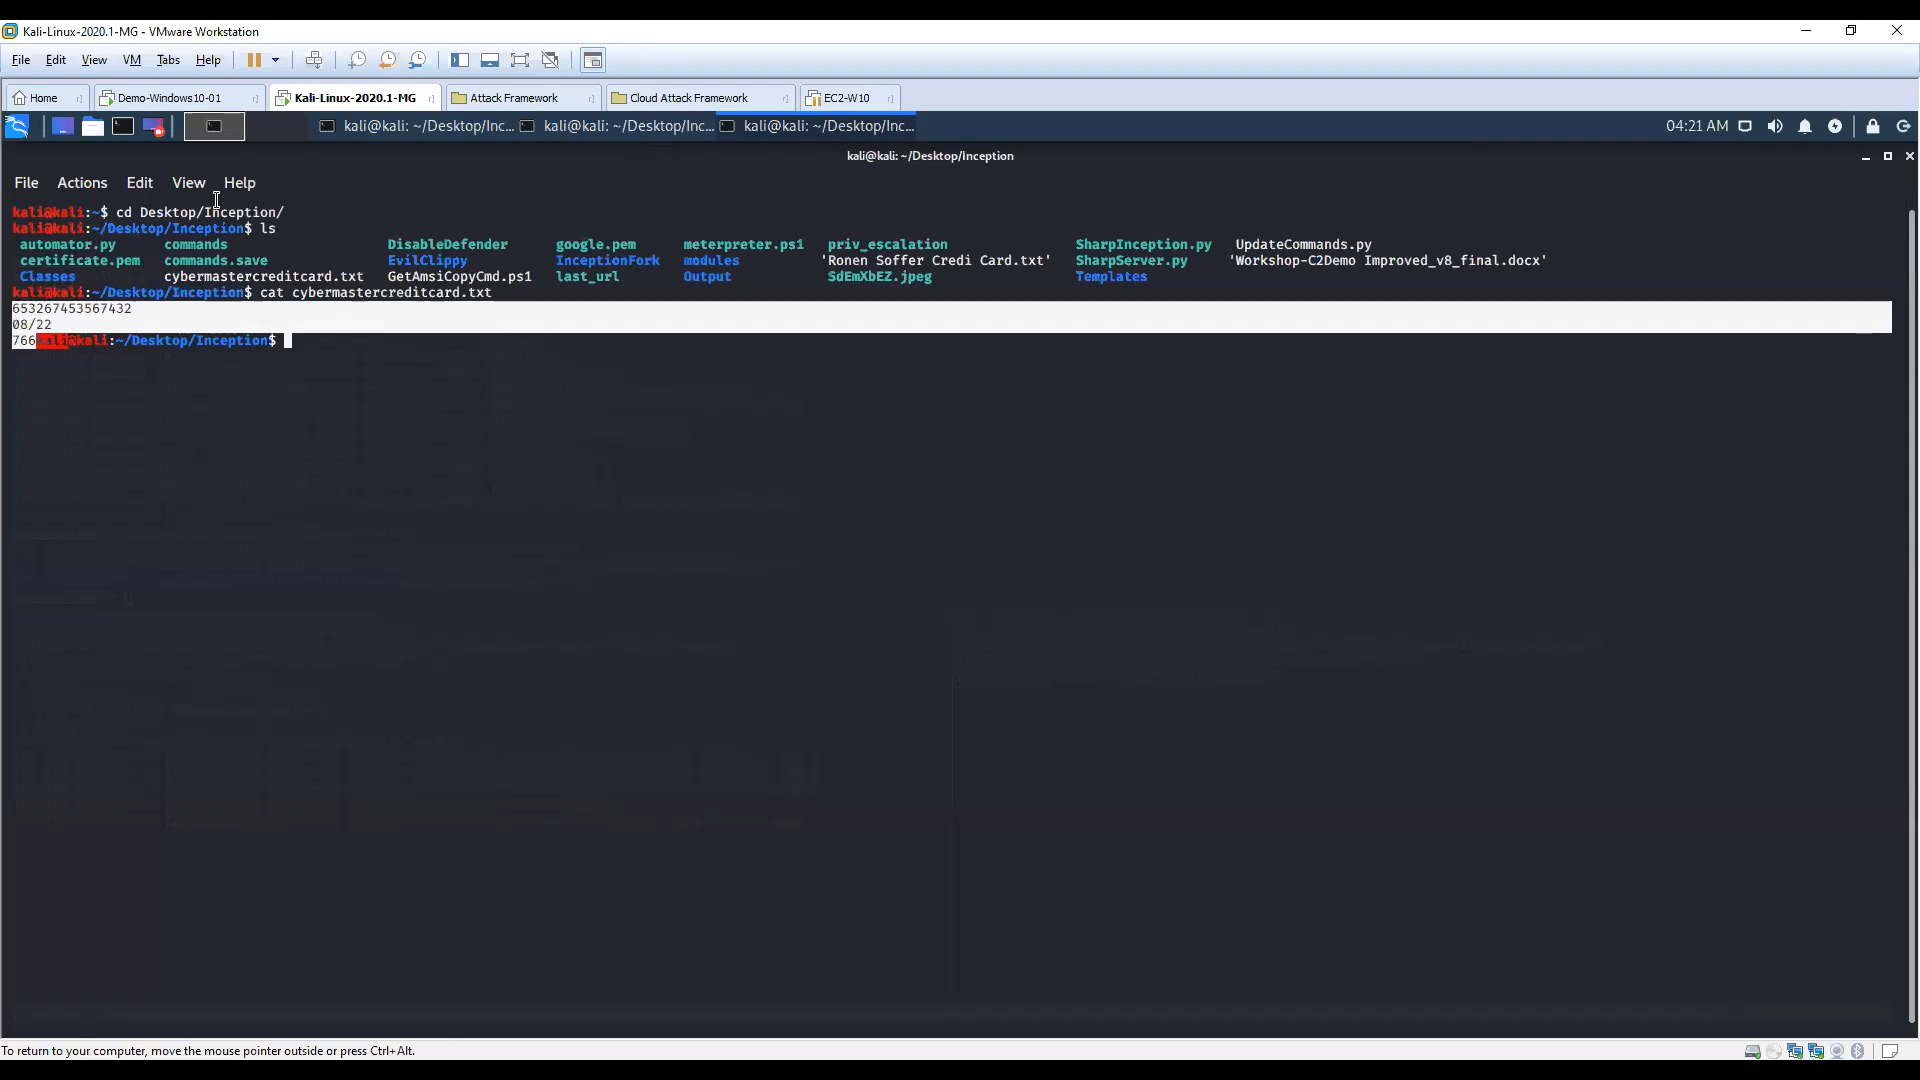 Kali-Linux-2020.1-MG - VMware Workstation
File Edit View VM Tabs Help
Home Demo-Windows10-01 Kali-Linux-2020.1-MG Attack Framework Cloud Attack Framework EC2-W10
kali@kali: ~/Desktop/Inc... kali@kali: ~/Desktop/Inc... kali@kali: ~/Desktop/Inc... 04:21 AM
kali@kali: ~/Desktop/Inception
File Actions Edit View Help
kali@kali:~$ cd Desktop/Inception/
kali@kali:~/Desktop/Inception$ ls
automator.py commands DisableDefender google.pem meterpreter.ps1 priv_escalation SharpInception.py UpdateCommands.py
certificate.pem commands.save EvilClippy InceptionFork modules 'Ronen Soffer Credi Card.txt' SharpServer.py 'Workshop-C2Demo Improved_v8_final.docx'
Classes cybermastercreditcard.txt GetAmsiCopyCmd.ps1 last_url Output SdEmXbEZ.jpeg Templates
kali@kali:~/Desktop/Inception$ cat cybermastercreditcard.txt
653267453567432
08/22
766kali@kali:~/Desktop/Inception$
To return to your computer, move the mouse pointer outside or press Ctrl+Alt.